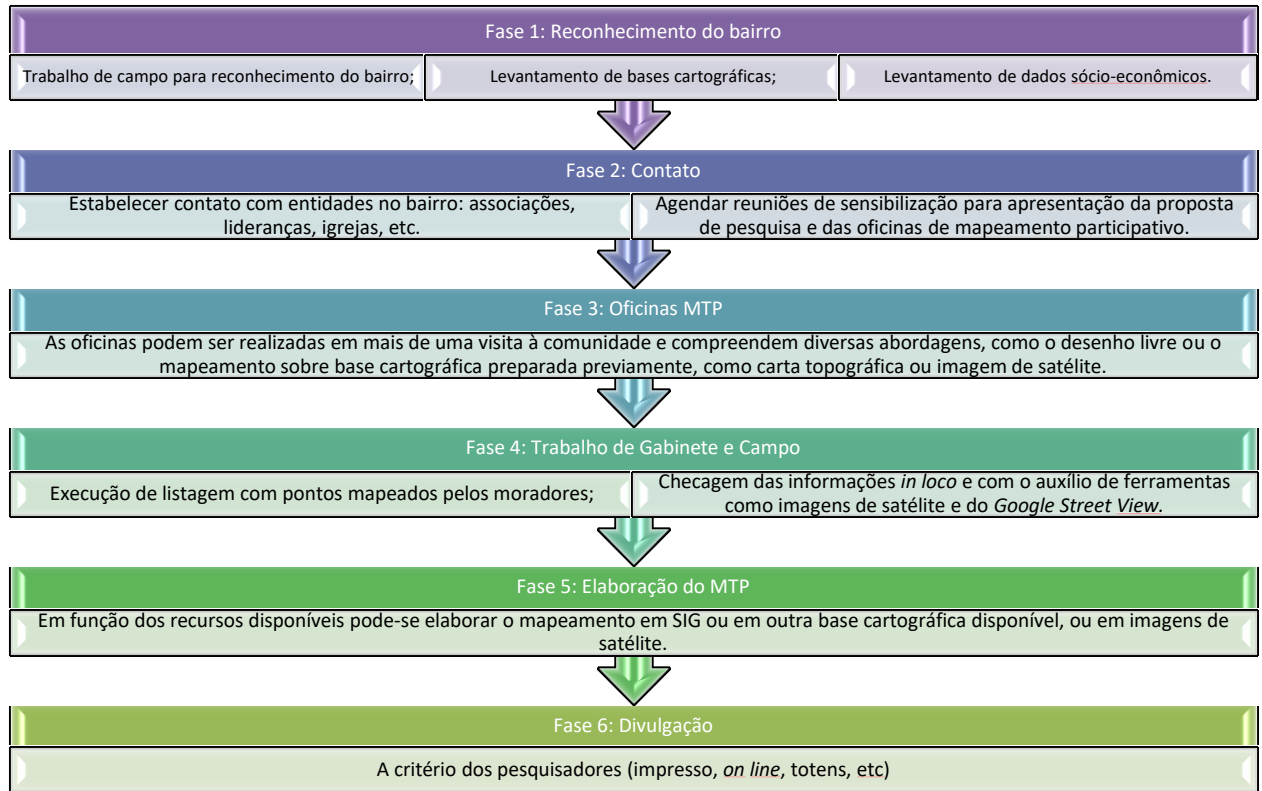 Fase 1: Reconhecimento do bairro
Trabalho de campo para reconhecimento do bairro;
Levantamento de bases cartográficas;
Levantamento de dados sócio-econômicos.
Fase 2: Contato
Estabelecer contato com entidades no bairro: associações,
lideranças, igrejas, etc.
Agendar reuniões de sensibilização para apresentação da proposta
de pesquisa e das oficinas de mapeamento participativo.
Fase 3: Oficinas MTP
As oficinas podem ser realizadas em mais de uma visita à comunidade e compreendem diversas abordagens, como o desenho livre ou o
mapeamento sobre base cartográfica preparada previamente, como carta topográfica ou imagem de satélite.
Fase 4: Trabalho de Gabinete e Campo
Execução de listagem com pontos mapeados pelos moradores;
Checagem das informações in loco e com o auxílio de ferramentas
como imagens de satélite e do Google Street View.
Fase 5: Elaboração do MTP
Em função dos recursos disponíveis pode-se elaborar o mapeamento em SIG ou em outra base cartográfica disponível, ou em imagens de
satélite.
Fase 6: Divulgação
A critério dos pesquisadores (impresso, on line, totens, etc)